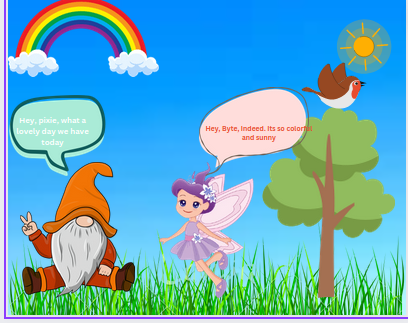 Hey, pixie, what a
lovely day we have
today
Hey, Byte, Indeed. Its so colorful
and sunny